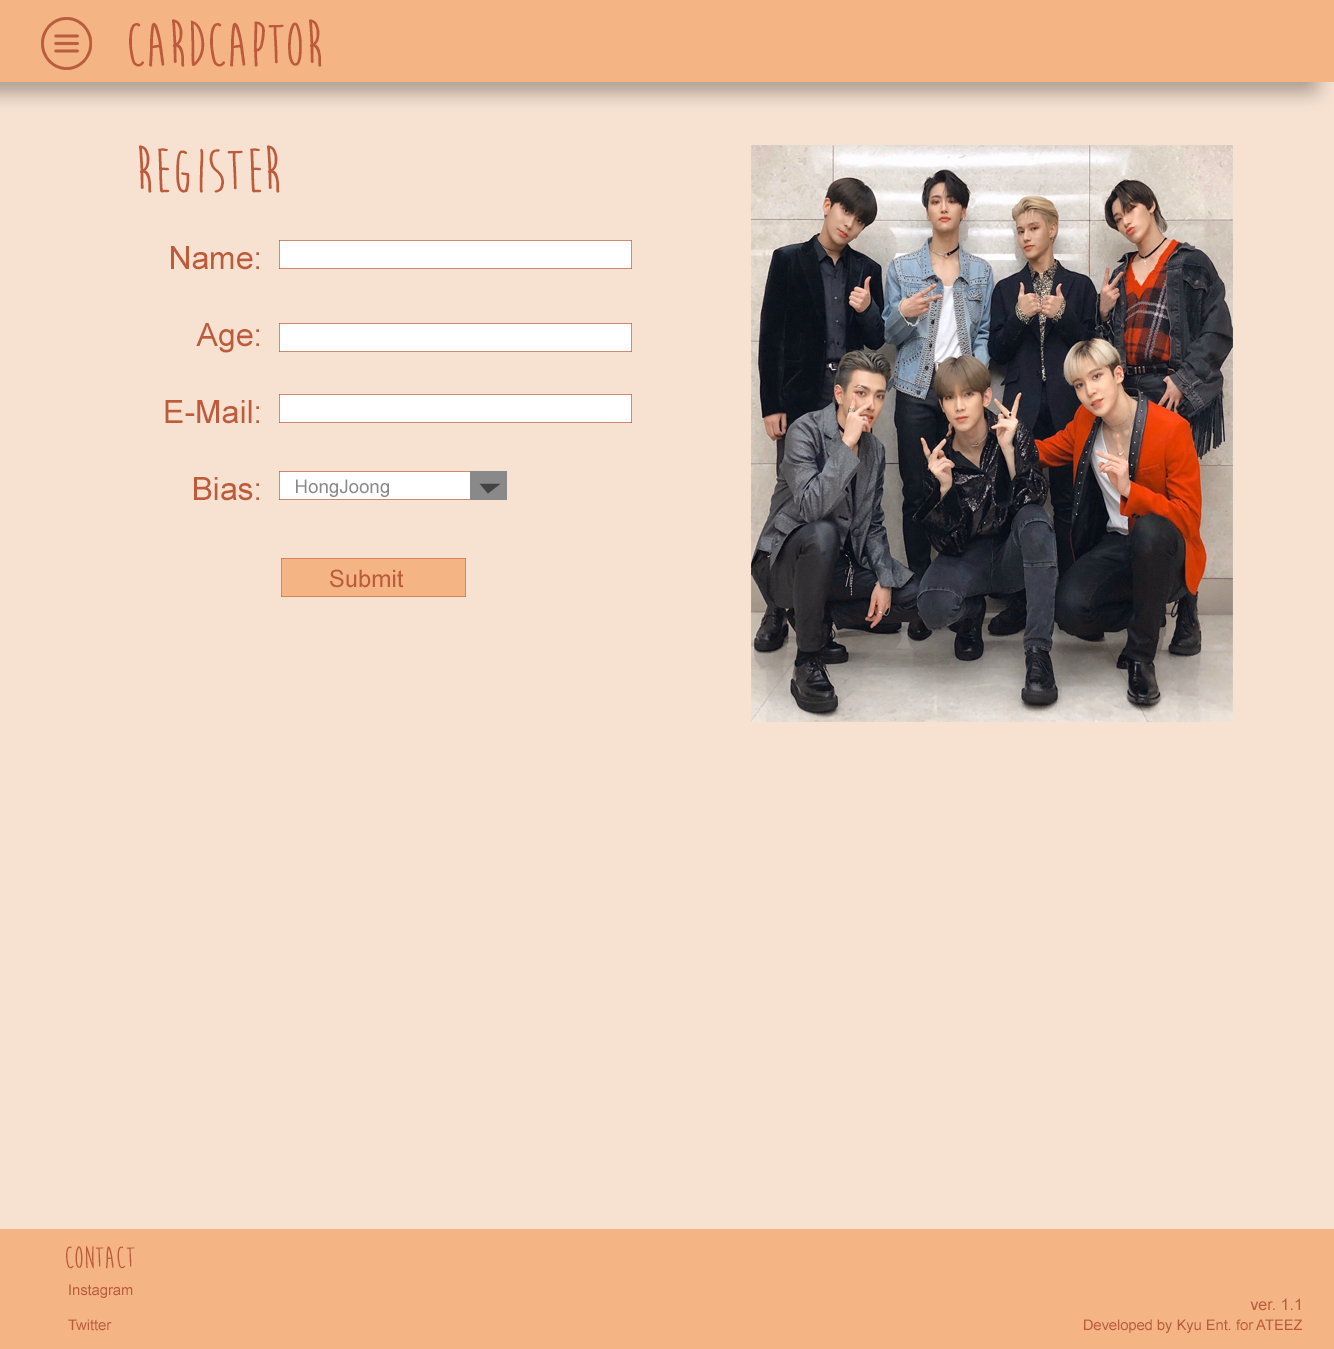 CARDCAPTOR
REGISTER
Name:
Age:
E-Mail:
Bias:
HongJoong
Submit
CONTACT
Instagram
Twitter
ver. 1.1
Developed by Kyu Ent. for ATEEZ